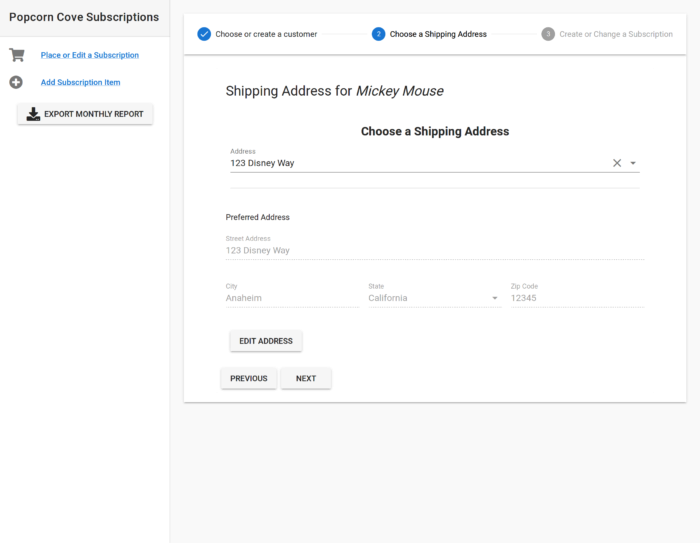 Popcorn Cove Subscriptions
Place or Edit a Subscription
Add Subscription Item
EXPORT MONTHLY REPORT
Choose or create a customer
2 Choose a Shipping Address
3 Create or Change a Subscription
Shipping Address for Mickey Mouse
Choose a Shipping Address
Address
123 Disney Way
Preferred Address
Street Address
123 Disney Way
City State Zip Code
Anaheim California 12345
EDIT ADDRESS
PREVIOUS NEXT